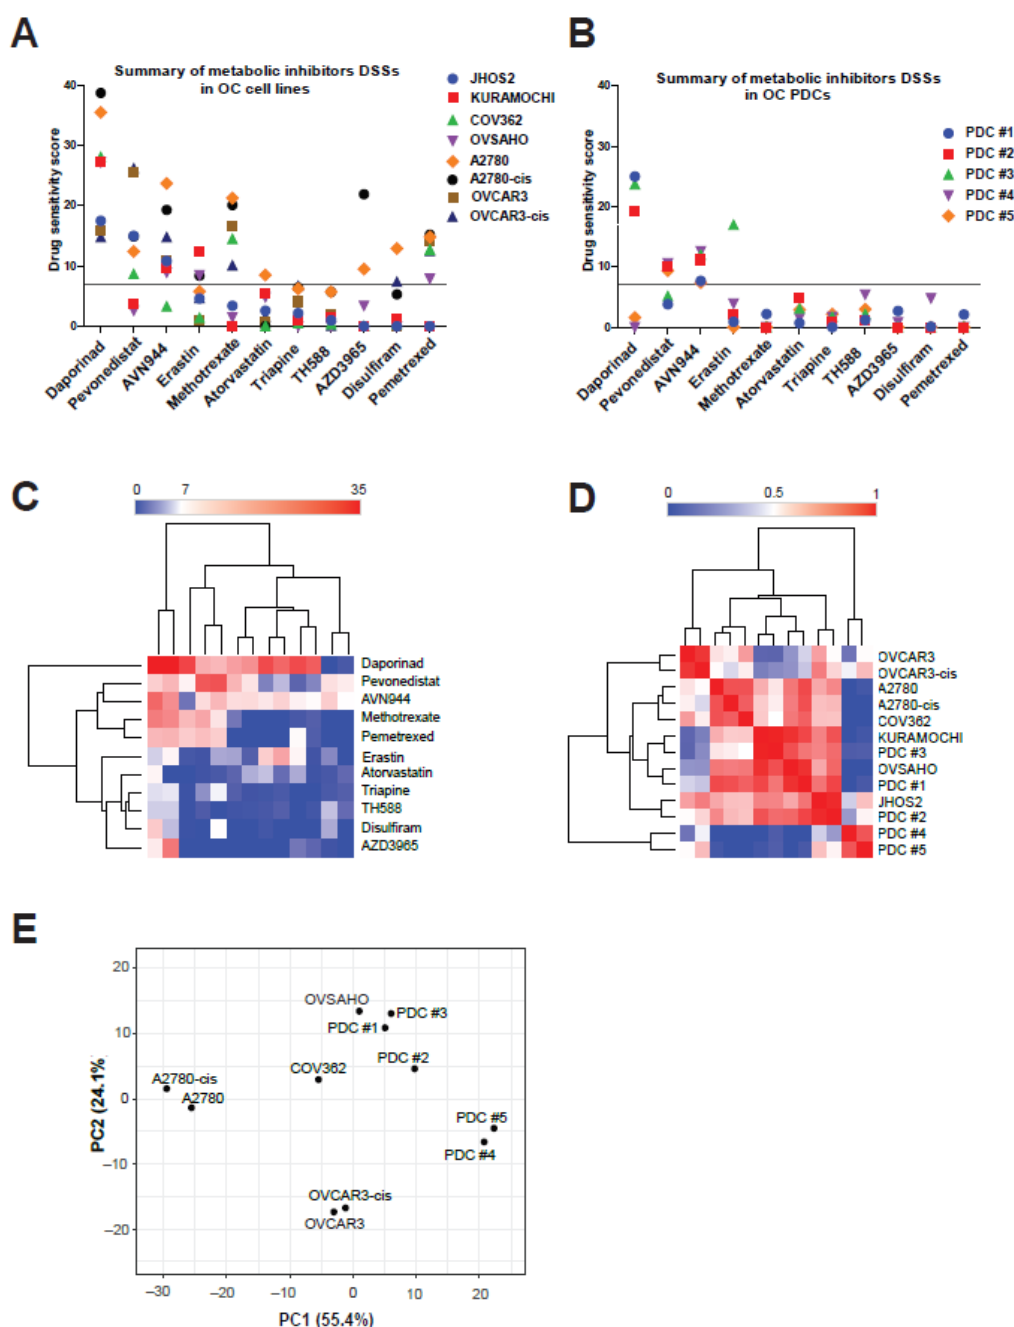 A
Summary of metabolic inhibitors DSSs
in OC cell lines
Drug sensitivity score
40
30
20
10
0
Daporinad
Pevonedistat
AVN944
Erastin
Methotrexate
Atorvastatin
Triapine
TH588
AZD3965
Disulfiram
Pemetrexed
JHOS2
KURAMOCHI
COV362
OVSAHO
A2780
A2780-cis
OVCAR3
OVCAR3-cis
B
Summary of metabolic inhibitors DSSs
in OC PDCs
Drug sensitivity score
40
30
20
10
0
Daporinad
Pevonedistat
AVN944
Erastin
Methotrexate
Atorvastatin
Triapine
TH588
AZD3965
Disulfiram
Pemetrexed
PDC #1
PDC #2
PDC #3
PDC #4
PDC #5
C
0 7 35
Daporinad
Pevonedistat
AVN944
Methotrexate
Pemetrexed
Erastin
Atorvastatin
Triapine
TH588
Disulfiram
AZD3965
D
0 0.5 1
OVCAR3
OVCAR3-cis
A2780
A2780-cis
COV362
KURAMOCHI
PDC #3
OVSAHO
PDC #1
JHOS2
PDC #2
PDC #4
PDC #5
E
PC2 (24.1%)
20
10
0
−10
−20
OVSAHO
PDC #3
PDC #1
PDC #2
COV362
A2780-cis
A2780
PDC #5
PDC #4
OVCAR3-cis
OVCAR3
−30 −20 −10 0 10 20
PC1 (55.4%)